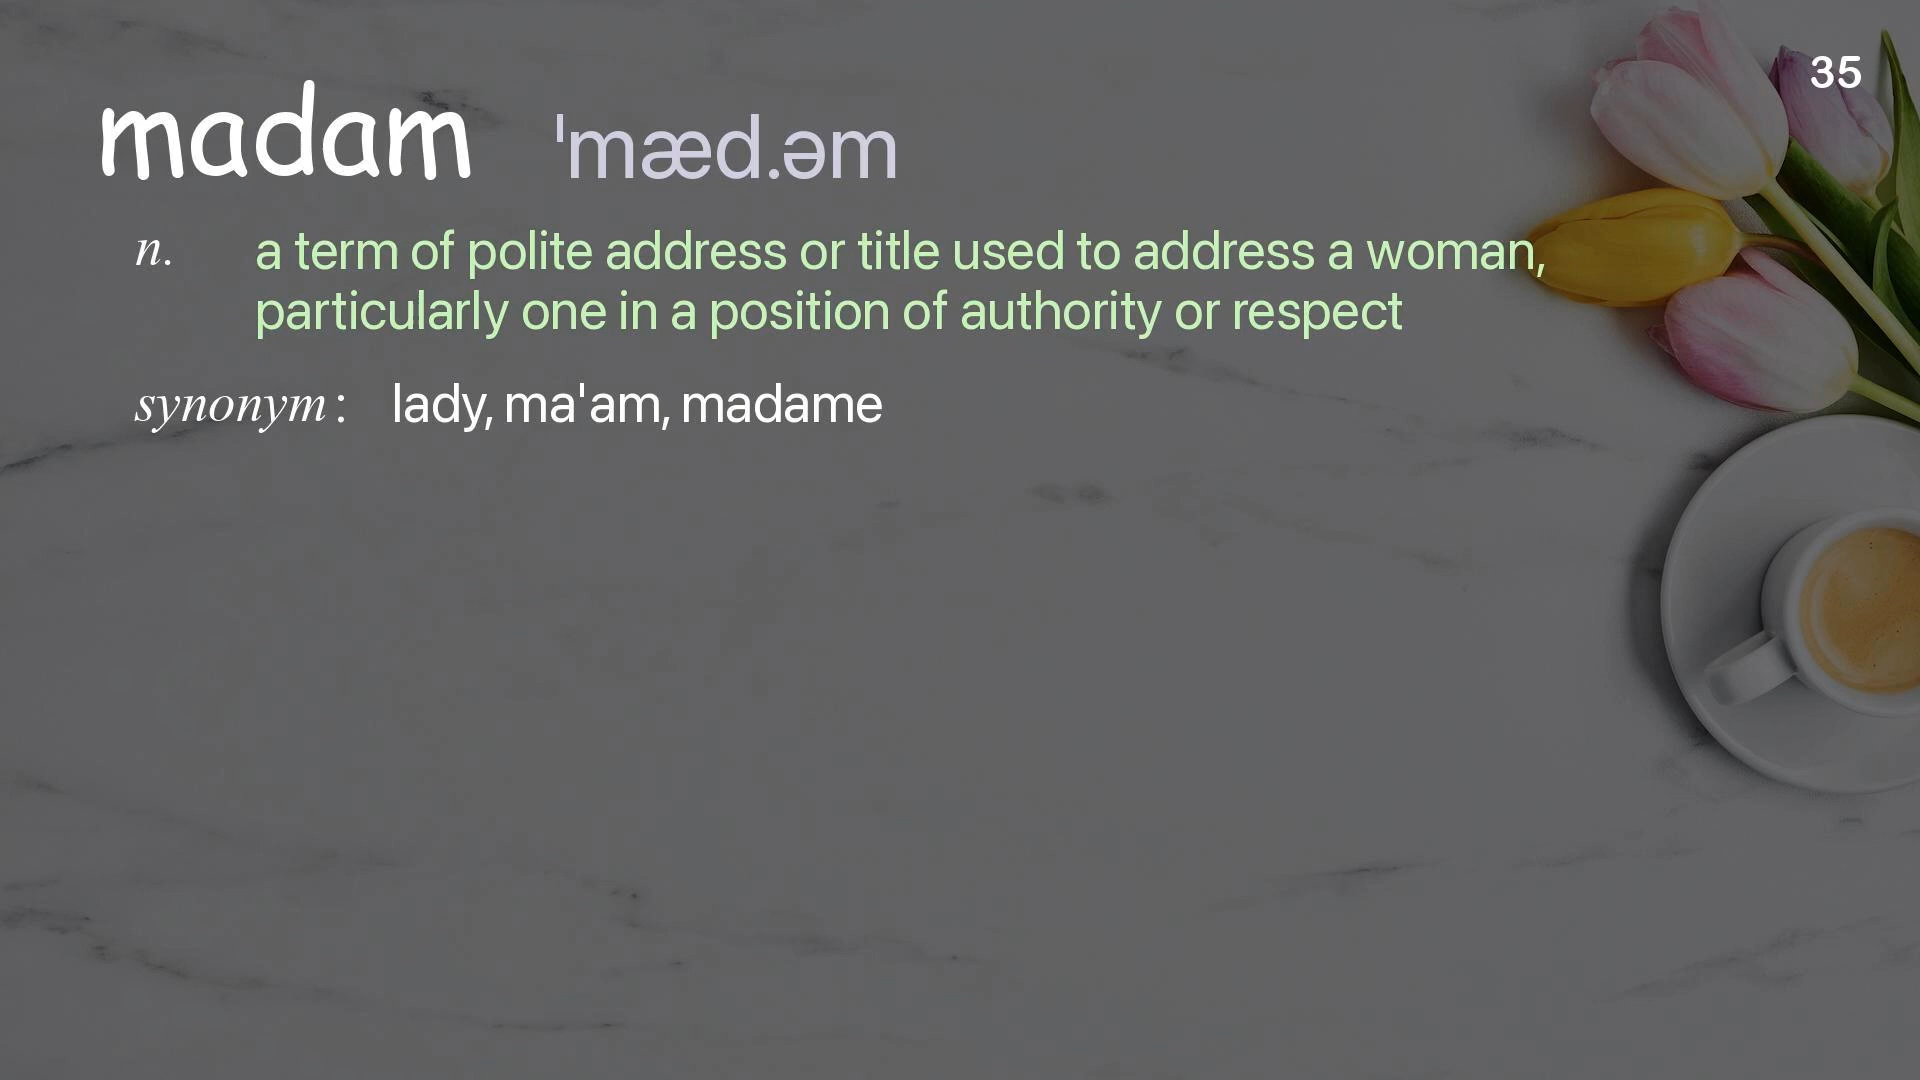 35
madam ˈmæd.əm
n. a term of polite address or title used to address a woman,
particularly one in a position of authority or respect
synonym: lady, ma'am, madame